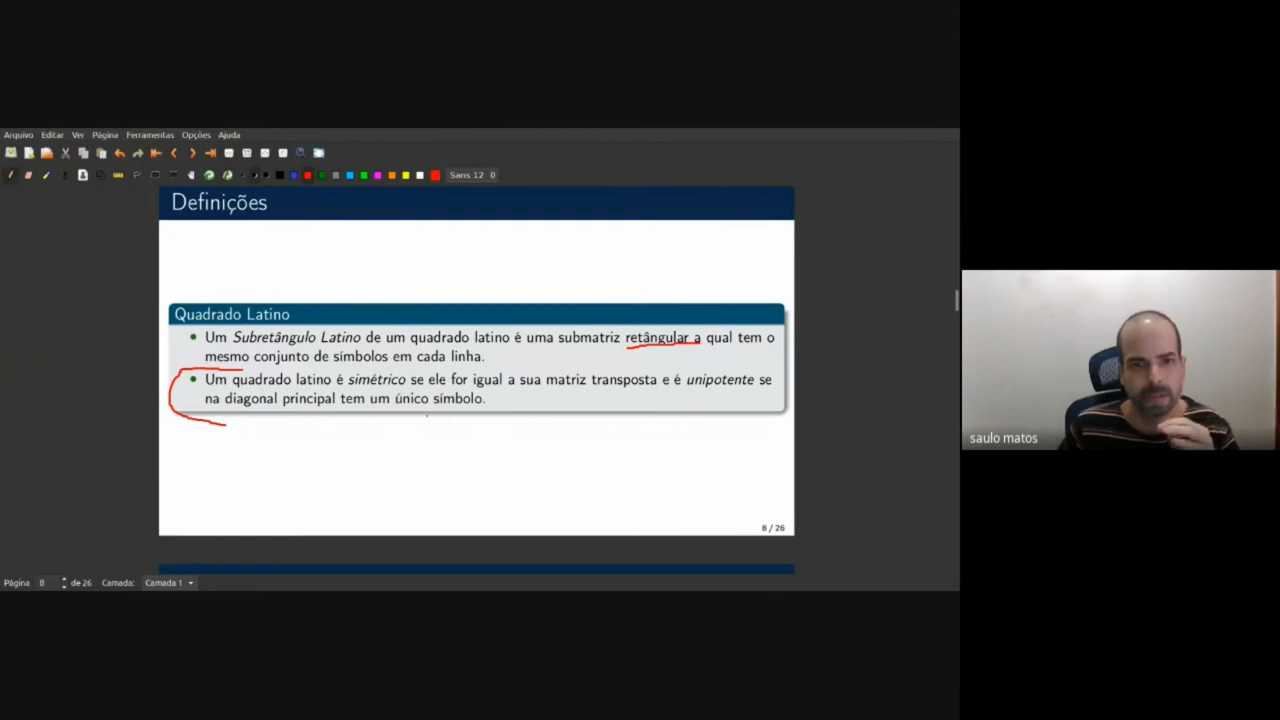 Arquivo Editar Ver Página Ferramentas Opções Ajuda
Sans 12 0
Definições
Quadrado Latino
Um Subretângulo Latino de um quadrado latino é uma submatriz retângular a qual tem o
mesmo conjunto de símbolos em cada linha.
Um quadrado latino é simétrico se ele for igual a sua matriz transposta e é unipotente se
na diagonal principal tem um único símbolo.
8 / 26
saulo matos
Página 8 de 26 Camada: Camada 1